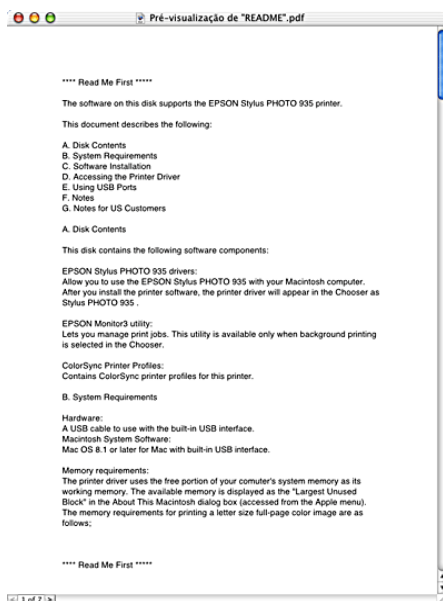 Pré-visualização de "README".pdf
**** Read Me First *****
The software on this disk supports the EPSON Stylus PHOTO 935 printer.
This document describes the following:
A. Disk Contents
B. System Requirements
C. Software Installation
D. Accessing the Printer Driver
E. Using USB Ports
F. Notes
G. Notes for US Customers
A. Disk Contents
This disk contains the following software components:
EPSON Stylus PHOTO 935 drivers:
Allow you to use the EPSON Stylus PHOTO 935 with your Macintosh computer.
After you install the printer software, the printer driver will appear in the Chooser as
Stylus PHOTO 935 .
EPSON Monitor3 utility:
Lets you manage print jobs. This utility is available only when background printing
is selected in the Chooser.
ColorSync Printer Profiles:
Contains ColorSync printer profiles for this printer.
B. System Requirements
Hardware:
A USB cable to use with the built-in USB interface.
Macintosh System Software:
Mac OS 8.1 or later for Mac with built-in USB interface.
Memory requirements:
The printer driver uses the free portion of your comuter's system memory as its
working memory. The available memory is displayed as the "Largest Unused
Block" in the About This Macintosh dialog box (accessed from the Apple menu).
The memory requirements for printing a letter size full-page color image are as
follows;
**** Read Me First *****
1 of 2